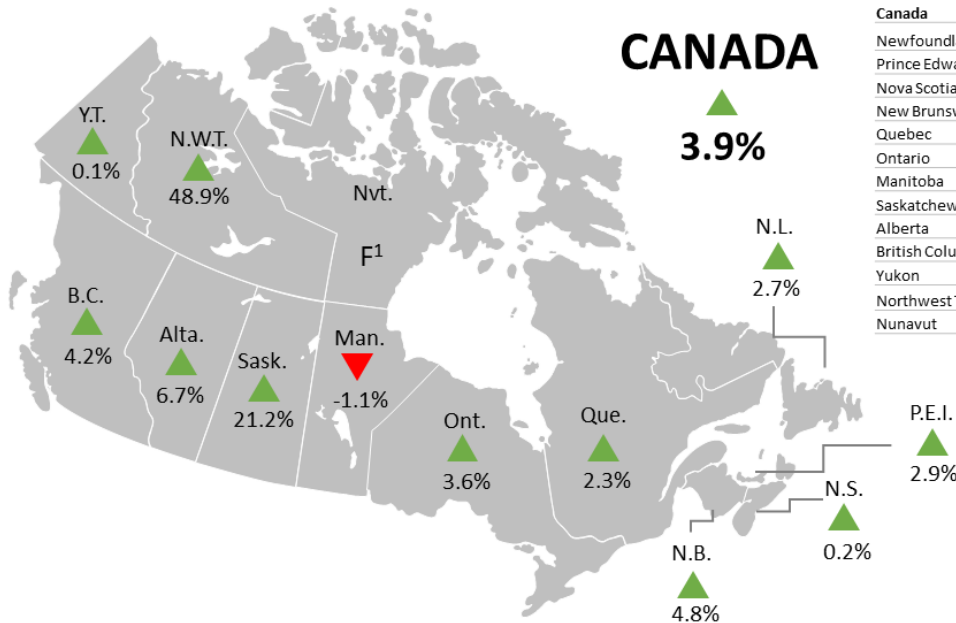 CANADA
3.9%
Y.T.
0.1%
N.W.T.
48.9%
Nvt.
F¹
B.C.
4.2%
Alta.
6.7%
Sask.
21.2%
Man.
-1.1%
Ont.
3.6%
Que.
2.3%
N.L.
2.7%
P.E.I.
2.9%
N.S.
0.2%
N.B.
4.8%
Canada
Newfoundl
Prince Edwa
Nova Scotia
New Brunsv
Quebec
Ontario
Manitoba
Saskatchew
Alberta
British Colu
Yukon
Northwest T
Nunavut